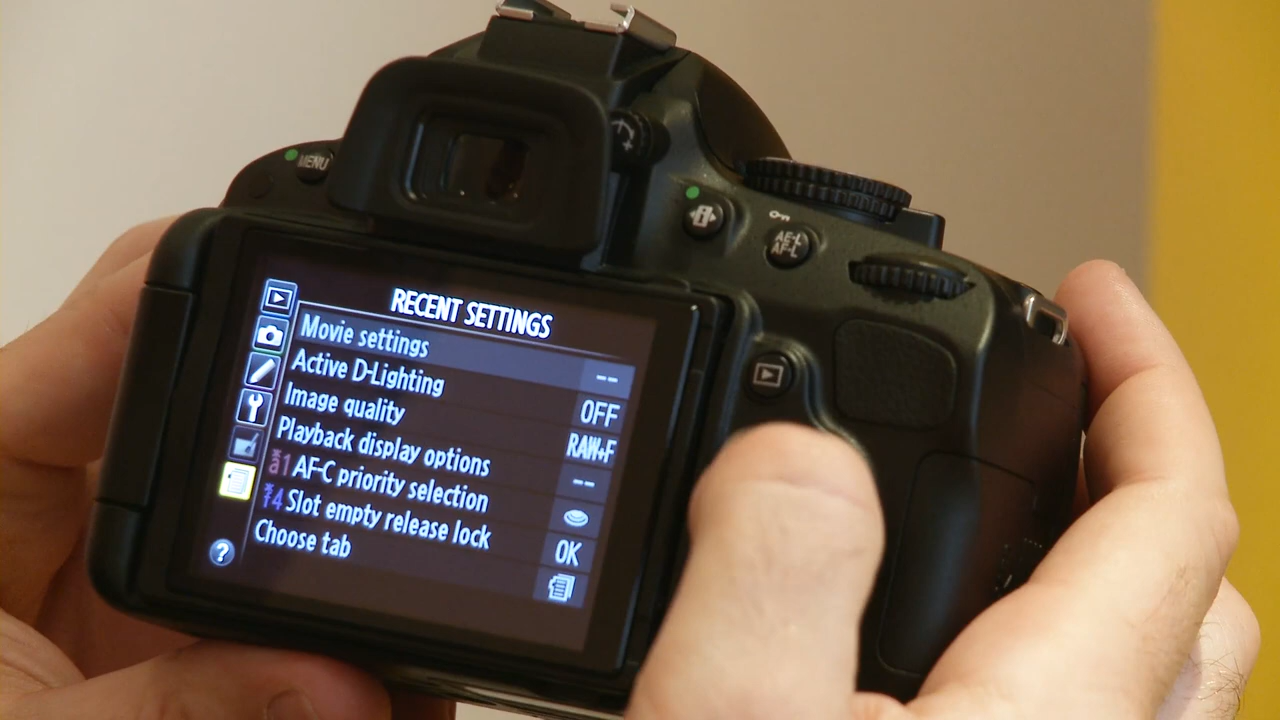 MENU
i
AE-L
AF-L
RECENT SETTINGS
Movie settings --
Active D-Lighting OFF
Image quality RAW+F
Playback display options --
a1 AF-C priority selection
f4 Slot empty release lock OK
Choose tab
?